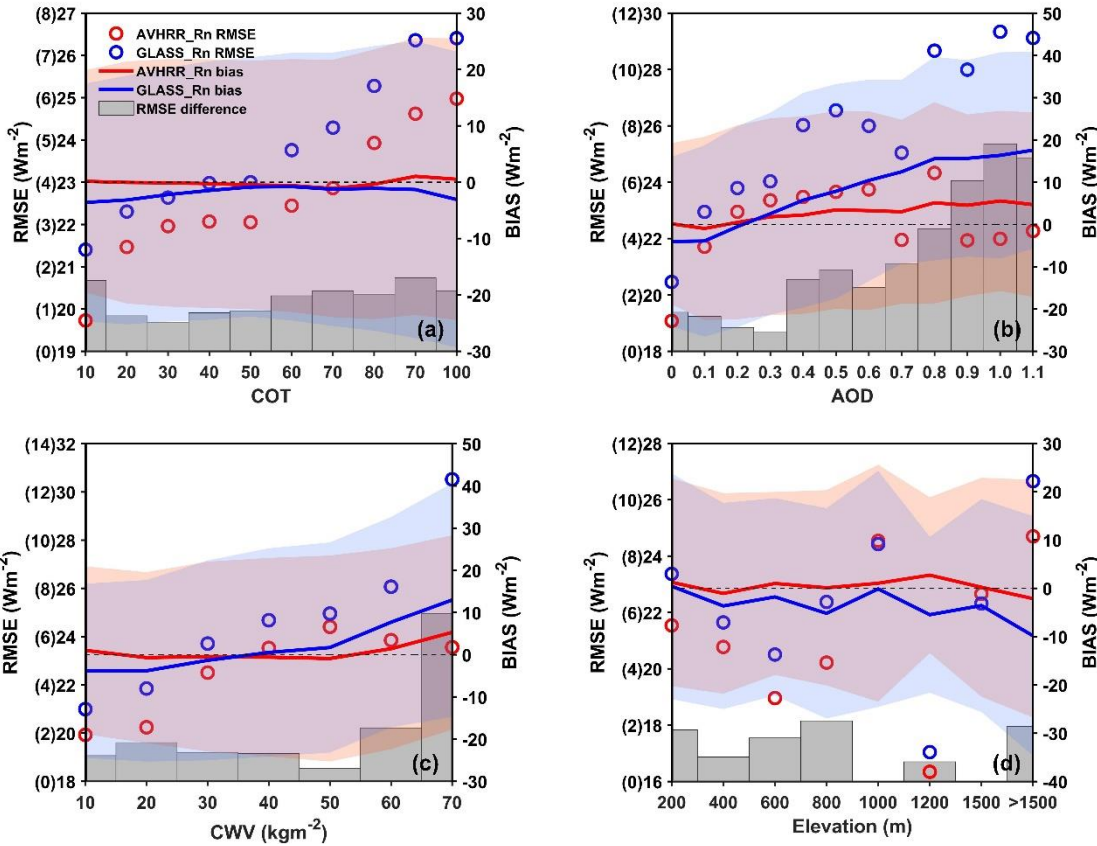 (8)27
(7)26
(6)25
(5)24
(4)23
(3)22
(2)21
(1)20
(0)19
RMSE (Wm-2)
AVHRR_Rn RMSE
GLASS_Rn RMSE
AVHRR_Rn bias
GLASS_Rn bias
RMSE difference
30
20
10
0
-10
-20
-30
BIAS (Wm-2)
(a)
10 20 30 40 50 60 70 80 70 100
COT
(12)30
(10)28
(8)26
(6)24
(4)22
(2)20
(0)18
RMSE (Wm-2)
50
40
30
20
10
0
-10
-20
-30
BIAS (Wm-2)
(b)
0 0.1 0.2 0.3 0.4 0.5 0.6 0.7 0.8 0.9 1.0 1.1
AOD
(14)32
(12)30
(10)28
(8)26
(6)24
(4)22
(2)20
(0)18
RMSE (Wm-2)
50
40
30
20
10
0
-10
-20
-30
BIAS (Wm-2)
(c)
10 20 30 40 50 60 70
CWV (kgm-2)
(12)28
(10)26
(8)24
(6)22
(4)20
(2)18
(0)16
RMSE (Wm-2)
30
20
10
0
-10
-20
-30
-40
BIAS (Wm-2)
(d)
200 400 600 800 1000 1200 1500 >1500
Elevation (m)